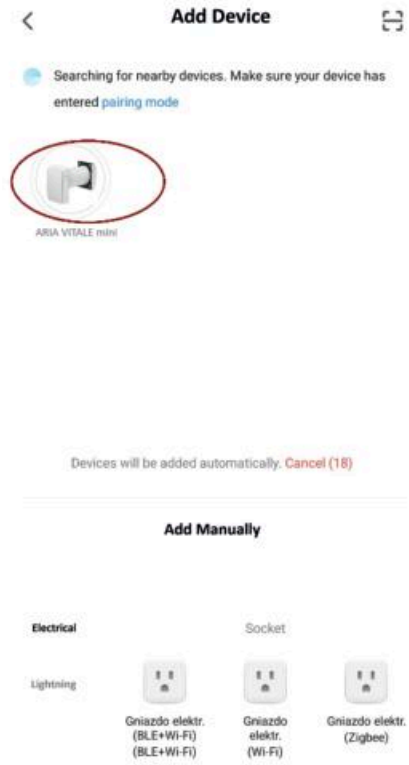 Add Device
Searching for nearby devices. Make sure your device has
entered pairing mode
ARIA VITALE mini
Devices will be added automatically. Cancel (18)
Add Manually
Electrical
Socket
Lightning
Gniazdo elektr.
(BLE+Wi-Fi)
(BLE+Wi-Fi)
Gniazdo
elektr.
(Wi-Fi)
Gniazdo elektr.
(Zigbee)